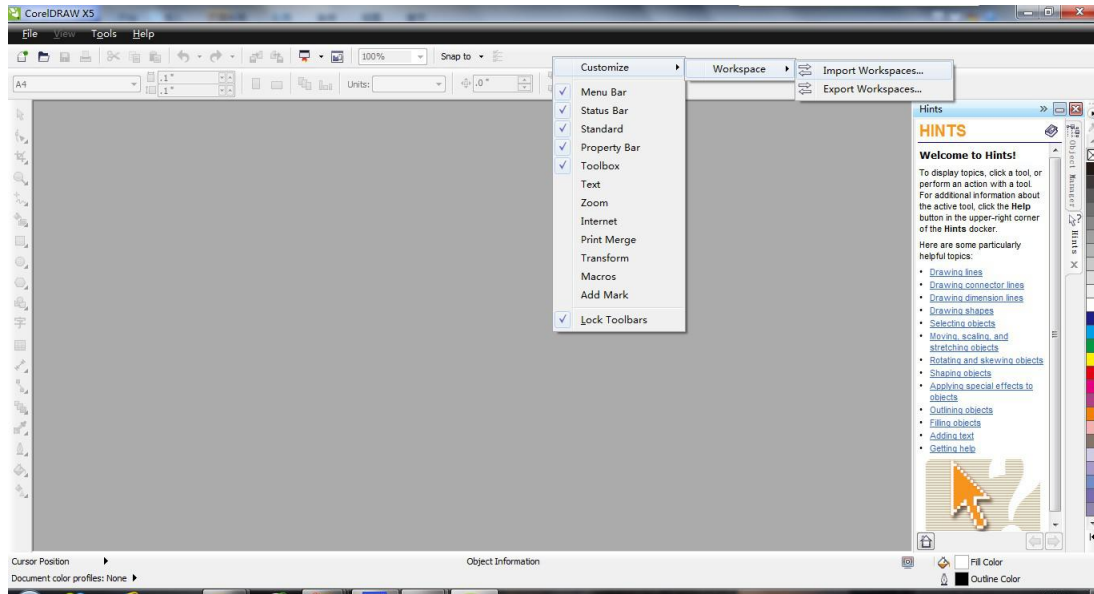 CorelDRAW X5
File View Tools Help
100% Snap to
A4 .1" .1" Units: .0"
Customize
Menu Bar
Status Bar
Standard
Property Bar
Toolbox
Text
Zoom
Internet
Print Merge
Transform
Macros
Add Mark
Lock Toolbars
Workspace
Import Workspaces...
Export Workspaces...
Hints
HINTS
Welcome to Hints!
To display topics, click a tool, or
perform an action with a tool.
For additional information about
the active tool, click the Help
button in the upper-right corner
of the Hints docker.
Here are some particularly
helpful topics:
• Drawing lines
• Drawing connector lines
• Drawing dimension lines
• Drawing shapes
• Selecting objects
• Moving, scaling, and
stretching objects
• Rotating and skewing objects
• Shaping objects
• Applying special effects to
objects
• Outlining objects
• Filling objects
• Adding text
• Getting help
Object Manager
Hints
字
Cursor Position
Object Information
Fill Color
Document color profiles: None
Outline Color